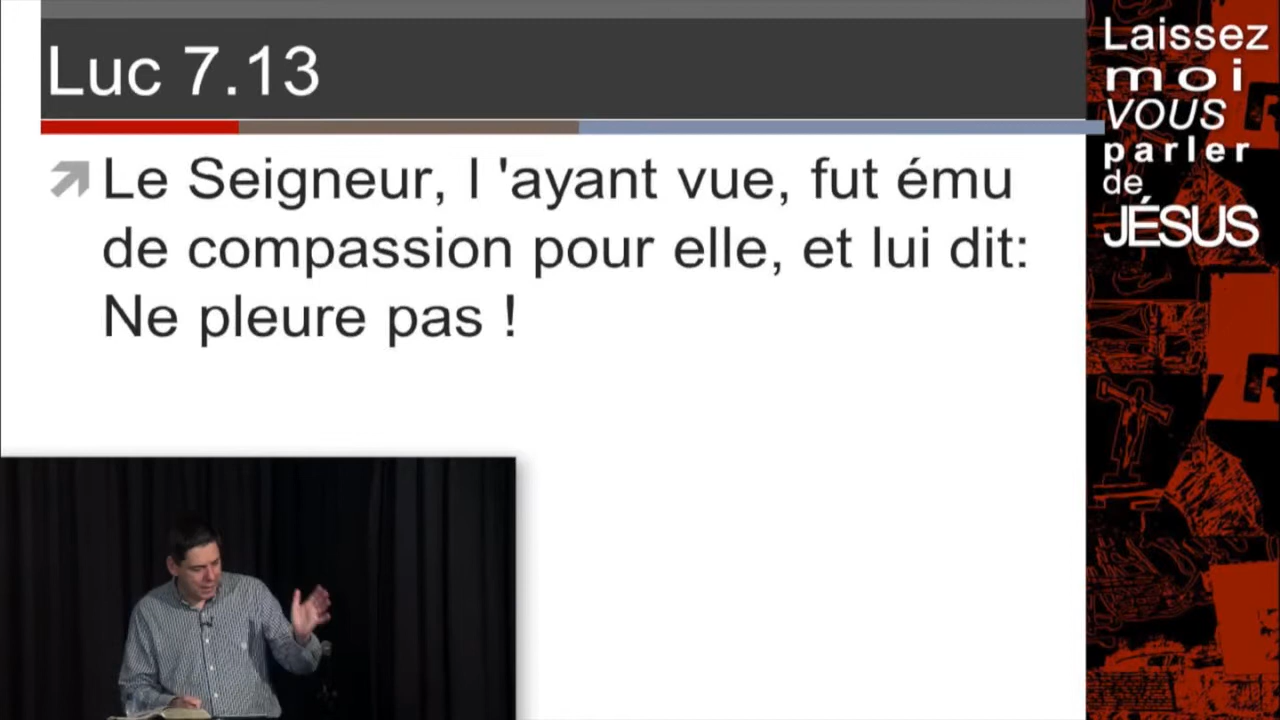 Luc 7.13
Le Seigneur, l 'ayant vue, fut ému
de compassion pour elle, et lui dit:
Ne pleure pas !
Laissez
moi
VOUS
parler
de
JÉSUS